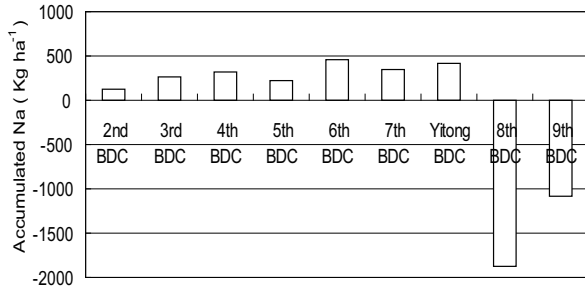 Accumulated Na ( Kg ha⁻¹)
1000
500
0
-500
-1000
-1500
-2000
2nd 3rd 4th 5th 6th 7th Yitong 8th 9th
BDC BDC BDC BDC BDC BDC BDC BDC BDC